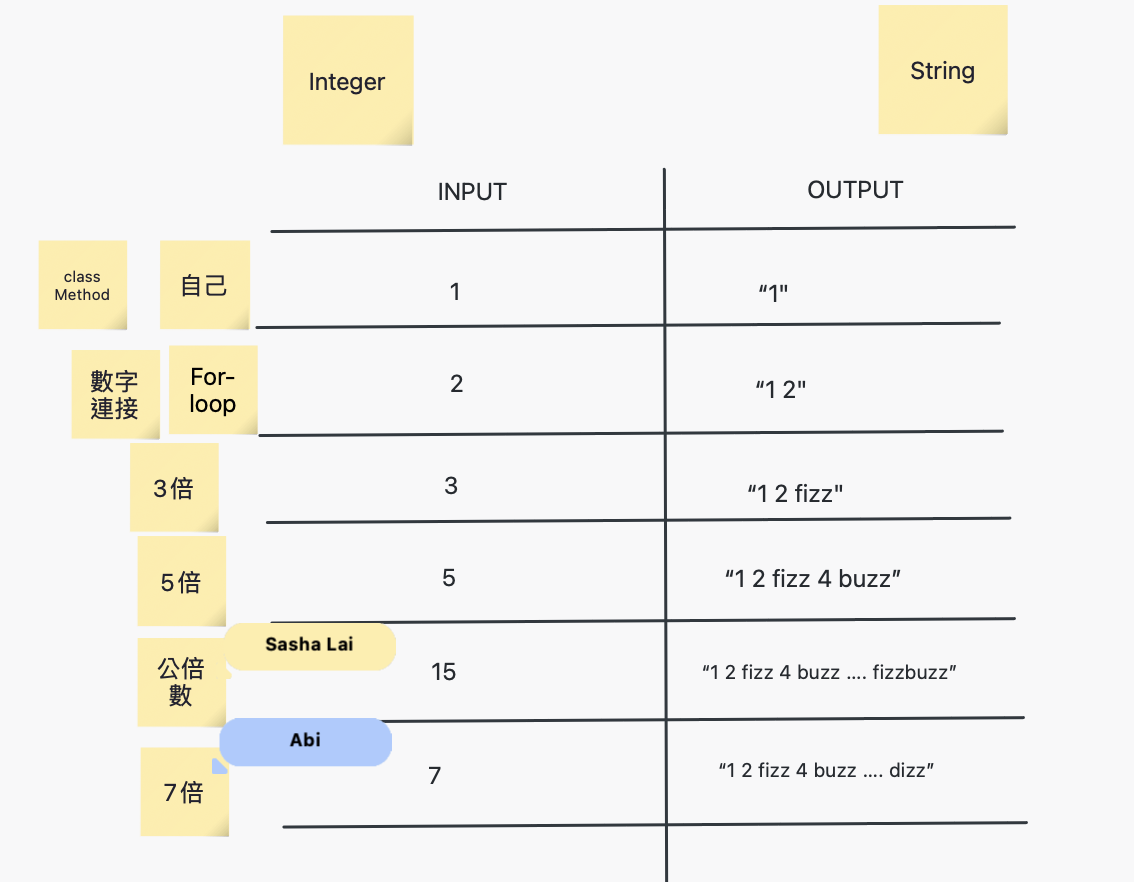 Integer
String
INPUT
OUTPUT
class
Method
自己
1
“1"
數字
連接
For-
loop
2
“1 2"
3倍
3
“1 2 fizz"
5倍
5
“1 2 fizz 4 buzz”
公倍
數
Sasha Lai
15
“1 2 fizz 4 buzz .... fizzbuzz”
Abi
7倍
7
“1 2 fizz 4 buzz .... dizz”